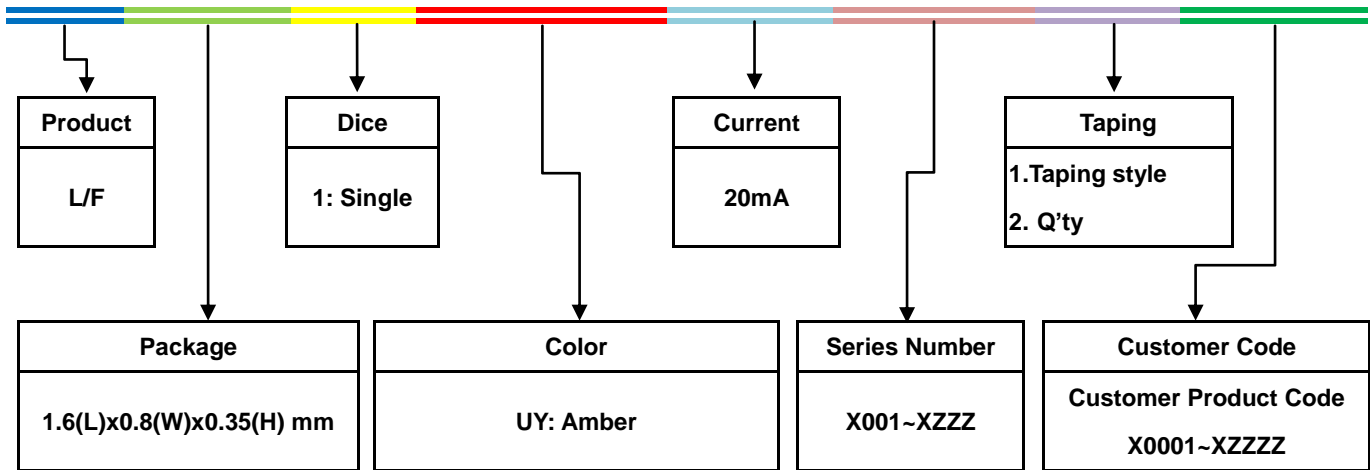 Product
L/F
Dice
1: Single
Current
20mA
Taping
1.Taping style
2. Q’ty
Package
1.6(L)x0.8(W)x0.35(H) mm
Color
UY: Amber
Series Number
X001~XZZZ
Customer Code
Customer Product Code
X0001~XZZZZ